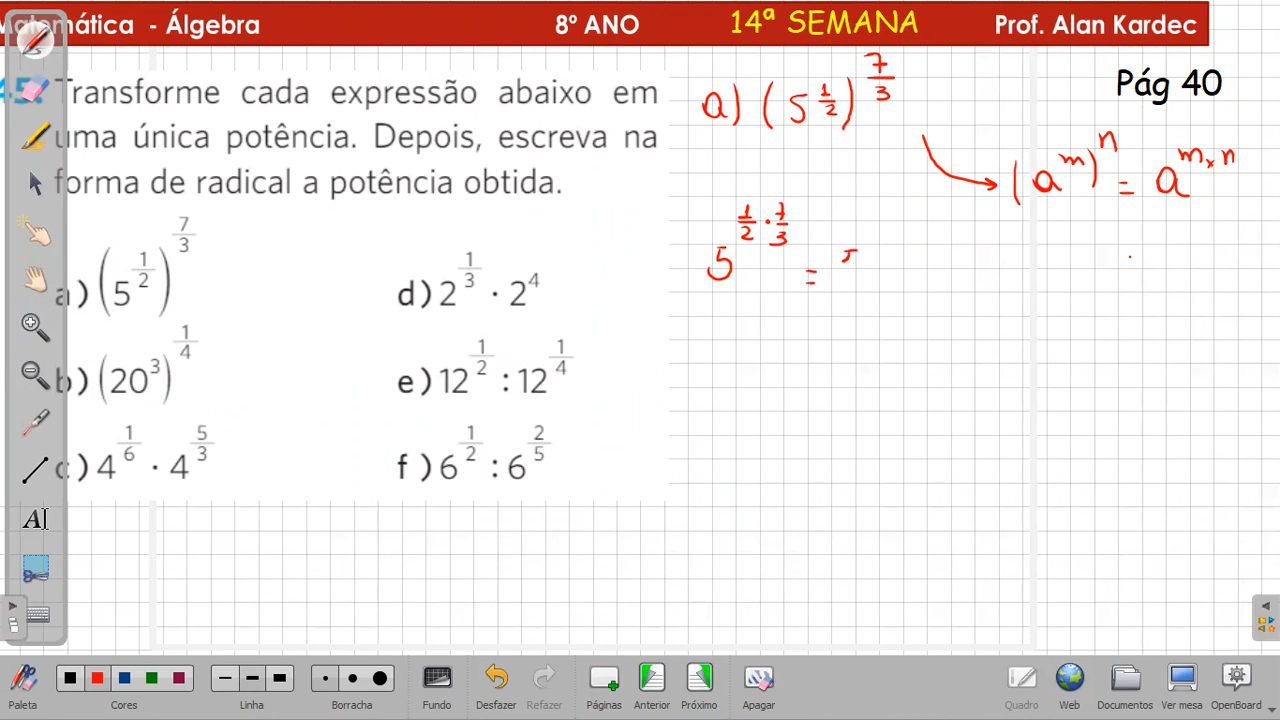 Matemática - Álgebra 8º ANO 14ª SEMANA Prof. Alan Kardec
Pág 40
45. Transforme cada expressão abaixo em
uma única potência. Depois, escreva na
forma de radical a potência obtida.
a) (5^(1/2))^(7/3)
b) (20^3)^(1/4)
c) 4^(1/6) · 4^(5/3)
d) 2^(1/3) · 2^4
e) 12^(1/2) : 12^(1/4)
f) 6^(1/2) : 6^(2/5)
a) (5^(1/2))^(7/3)
(a^m)^n = a^(m×n)
5^(1/2 · 7/3) = 5
Paleta Cores Linha Borracha Fundo Desfazer Refazer Páginas Anterior Próximo Apagar Quadro Web Documentos Ver mesa OpenBoard